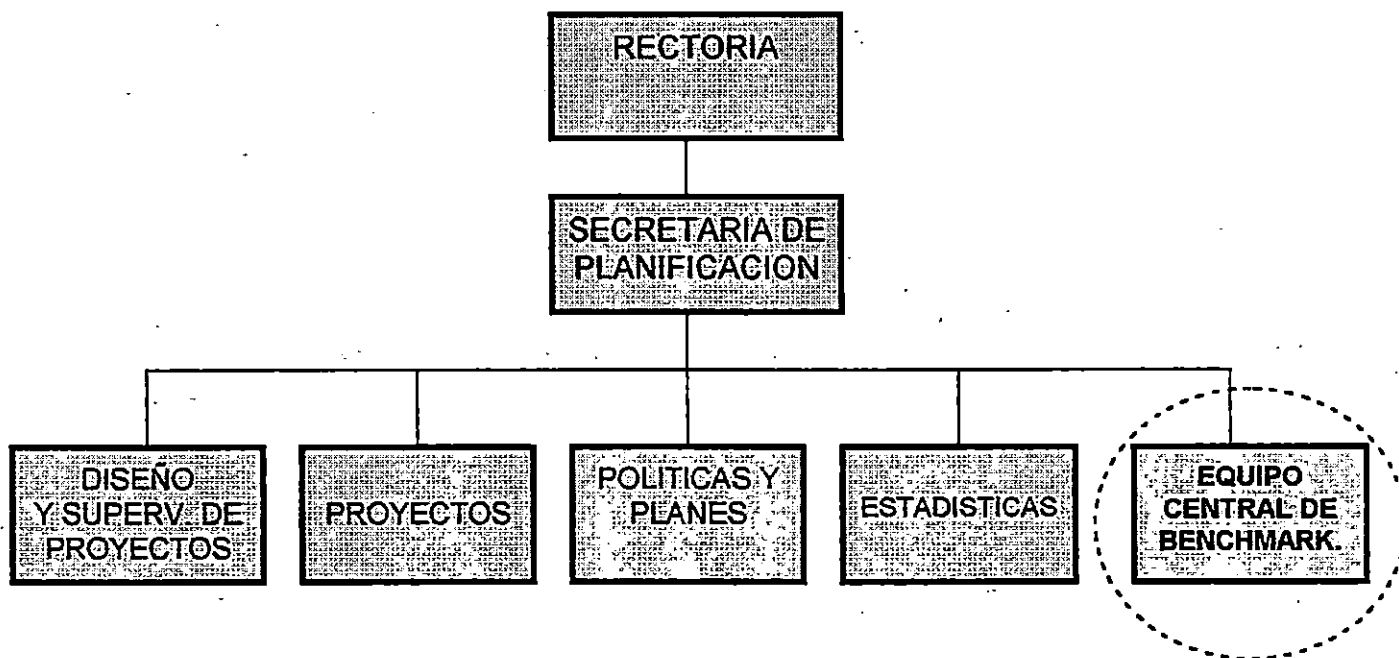 RECTORIA
SECRETARIA DE
PLANIFICACION
DISEÑO
Y SUPERV. DE
PROYECTOS
PROYECTOS
POLITICAS Y
PLANES
ESTADISTICAS
EQUIPO
CENTRAL DE
BENCHMARK.